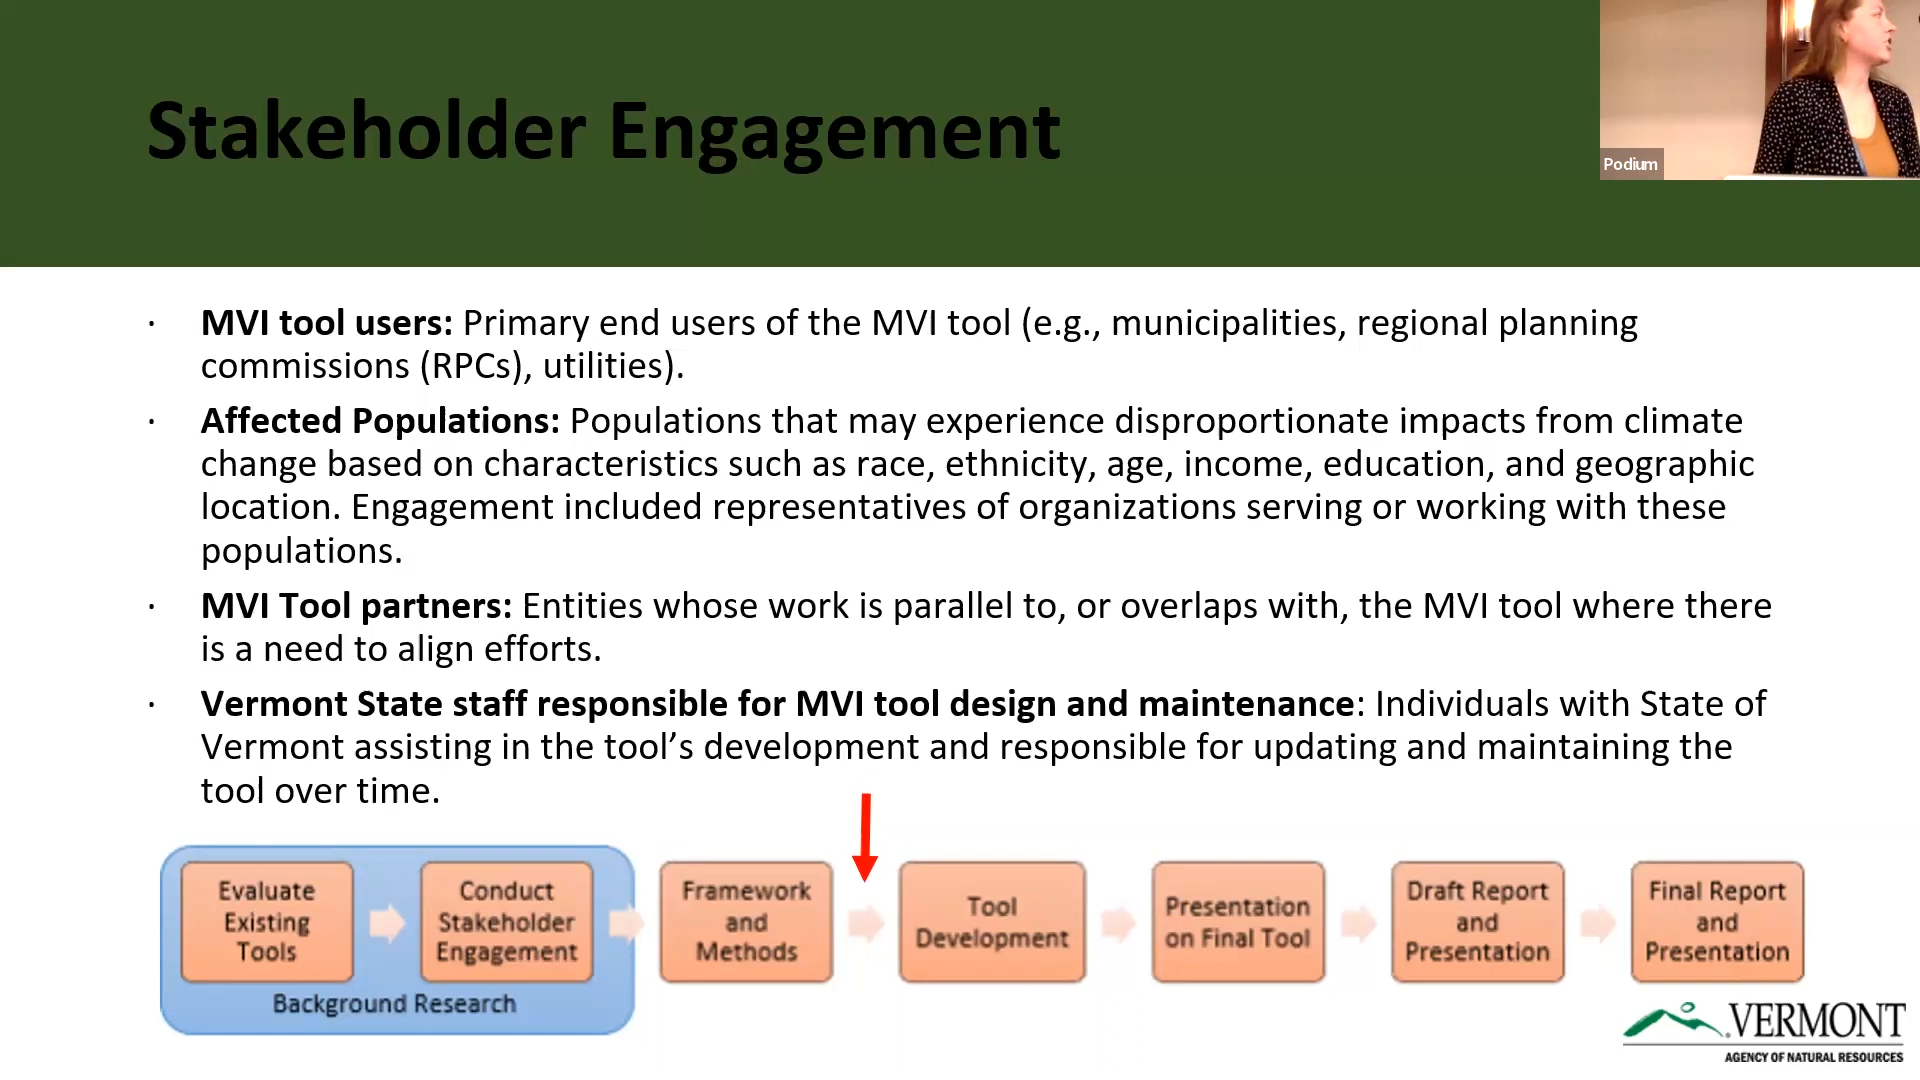 Stakeholder Engagement
Podium
· MVI tool users: Primary end users of the MVI tool (e.g., municipalities, regional planning
commissions (RPCs), utilities).
· Affected Populations: Populations that may experience disproportionate impacts from climate
change based on characteristics such as race, ethnicity, age, income, education, and geographic
location. Engagement included representatives of organizations serving or working with these
populations.
· MVI Tool partners: Entities whose work is parallel to, or overlaps with, the MVI tool where there
is a need to align efforts.
· Vermont State staff responsible for MVI tool design and maintenance: Individuals with State of
Vermont assisting in the tool’s development and responsible for updating and maintaining the
tool over time.
Evaluate
Existing
Tools
Conduct
Stakeholder
Engagement
Background Research
Framework
and
Methods
Tool
Development
Presentation
on Final Tool
Draft Report
and
Presentation
Final Report
and
Presentation
VERMONT
AGENCY OF NATURAL RESOURCES